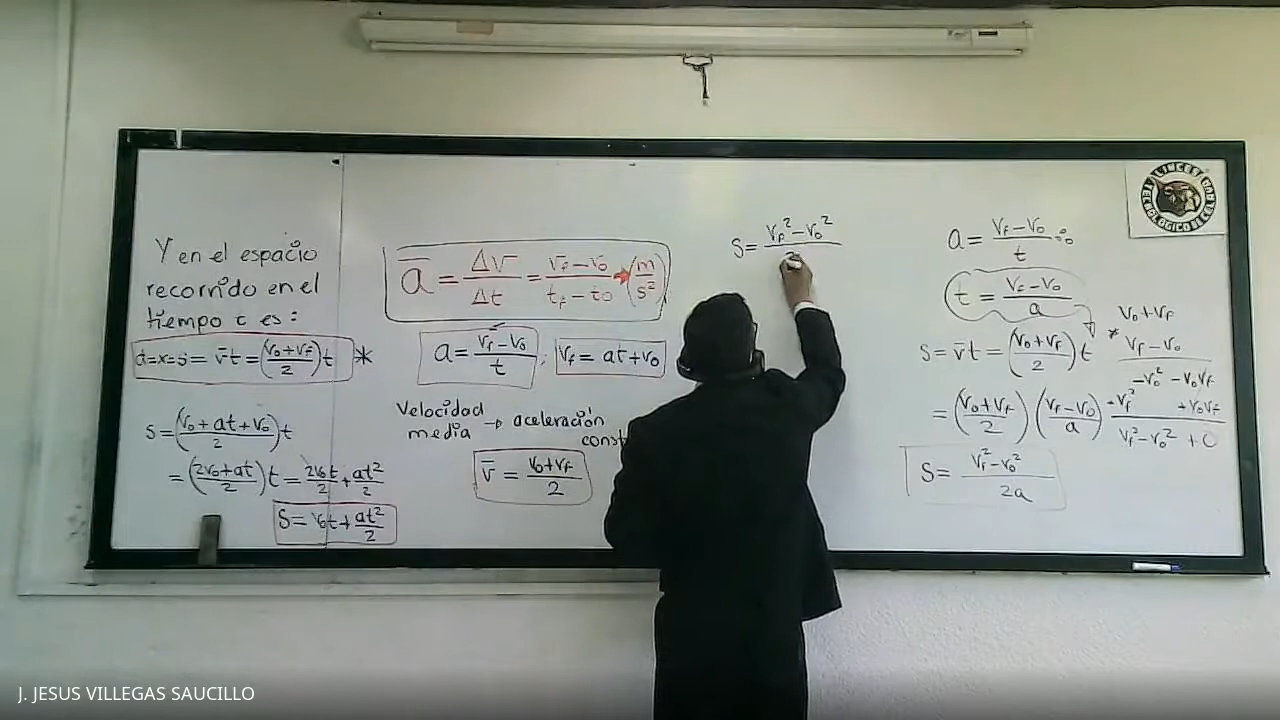 Y en el espacio
recorrido en el
tiempo t es:
d=x=s= v̄t =((v₀+v_f)/2)t *
s=((v₀+at+v₀)/2)t
=((2v₀+at)/2)t=2v₀t/2+at²/2
S=v₀t+at²/2
ā=Δv/Δt=(v_f-v₀)/(t_f-t₀)→(m/s²)
a=(v_f-v₀)/t ; v_f=at+v₀
Velocidad media → aceleración
const
v̄=(v₀+v_f)/2
S=(v_f²-v₀²)/
a=(v_f-v₀)/t ∴
t=(v_f-v₀)/a
S=v̄t=((v₀+v_f)/2)t
=((v₀+v_f)/2)((v_f-v₀)/a)
S=(v_f²-v₀²)/2a
v₀+v_f
* v_f-v₀
-v₀²-v₀v_f
+v_f² +v₀v_f
v_f²-v₀² +0
LINCES
TECNOLOGICO
J. JESUS VILLEGAS SAUCILLO